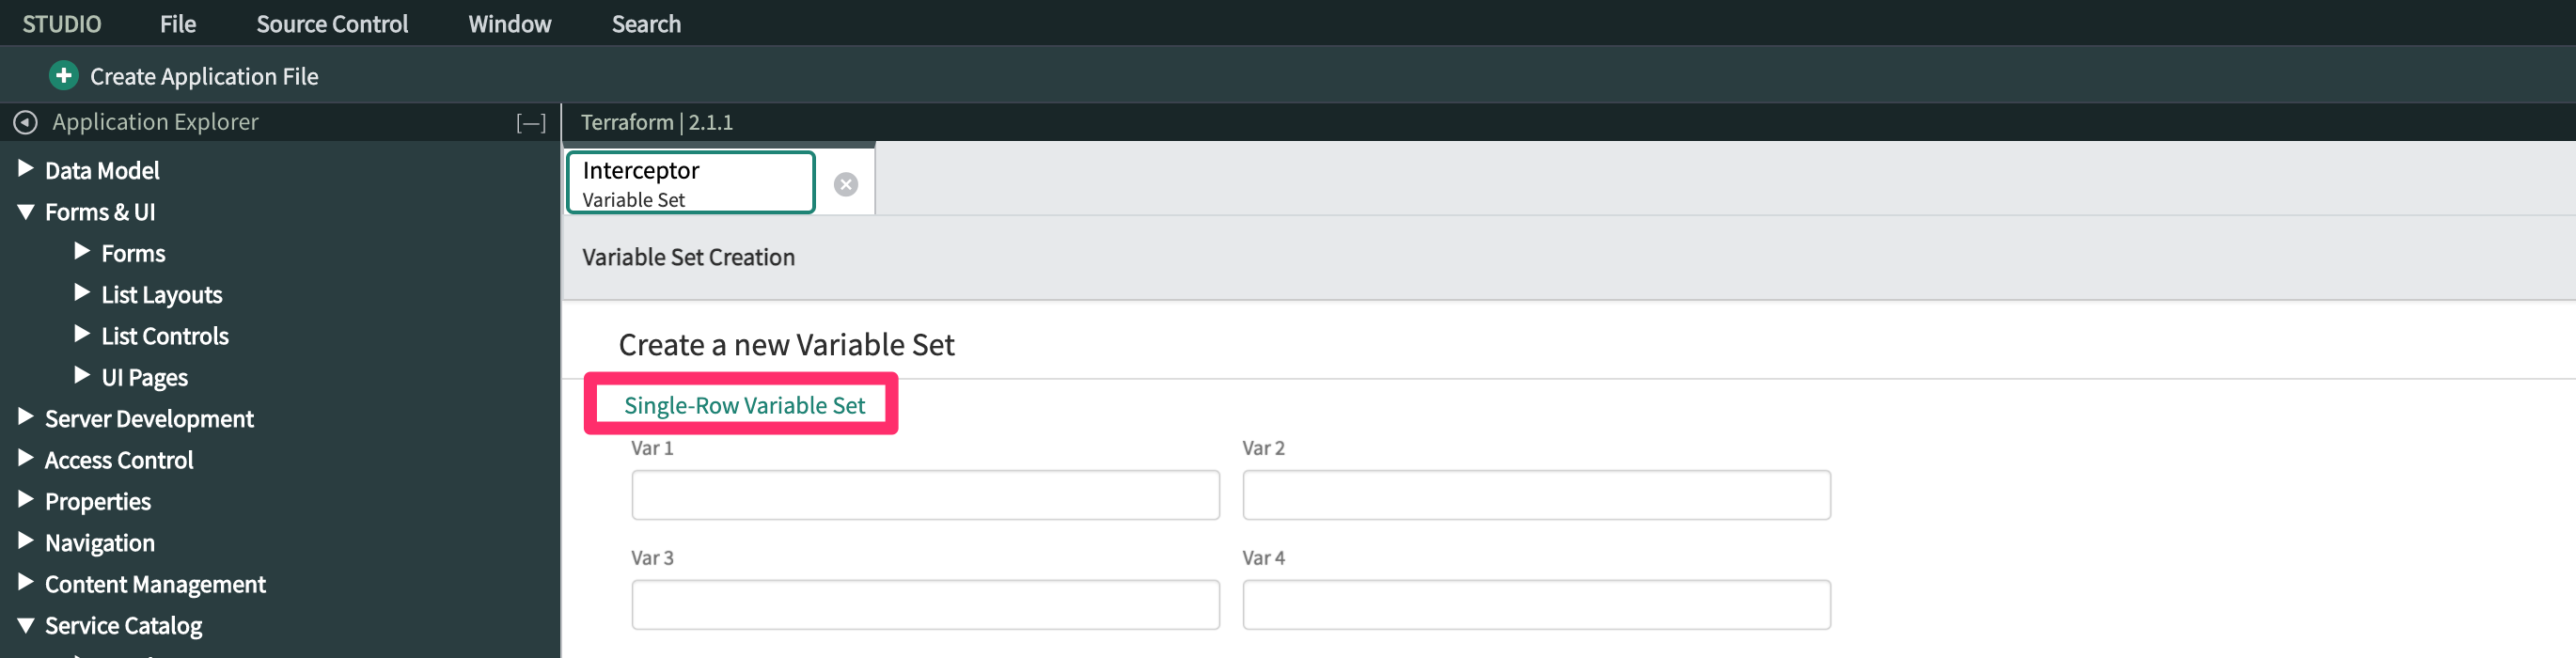 STUDIO File Source Control Window Search
Create Application File
Application Explorer [—]
Terraform | 2.1.1
Data Model
Forms & UI
Forms
List Layouts
List Controls
UI Pages
Server Development
Access Control
Properties
Navigation
Content Management
Service Catalog
Interceptor
Variable Set
Variable Set Creation
Create a new Variable Set
Single-Row Variable Set
Var 1 Var 2
Var 3 Var 4